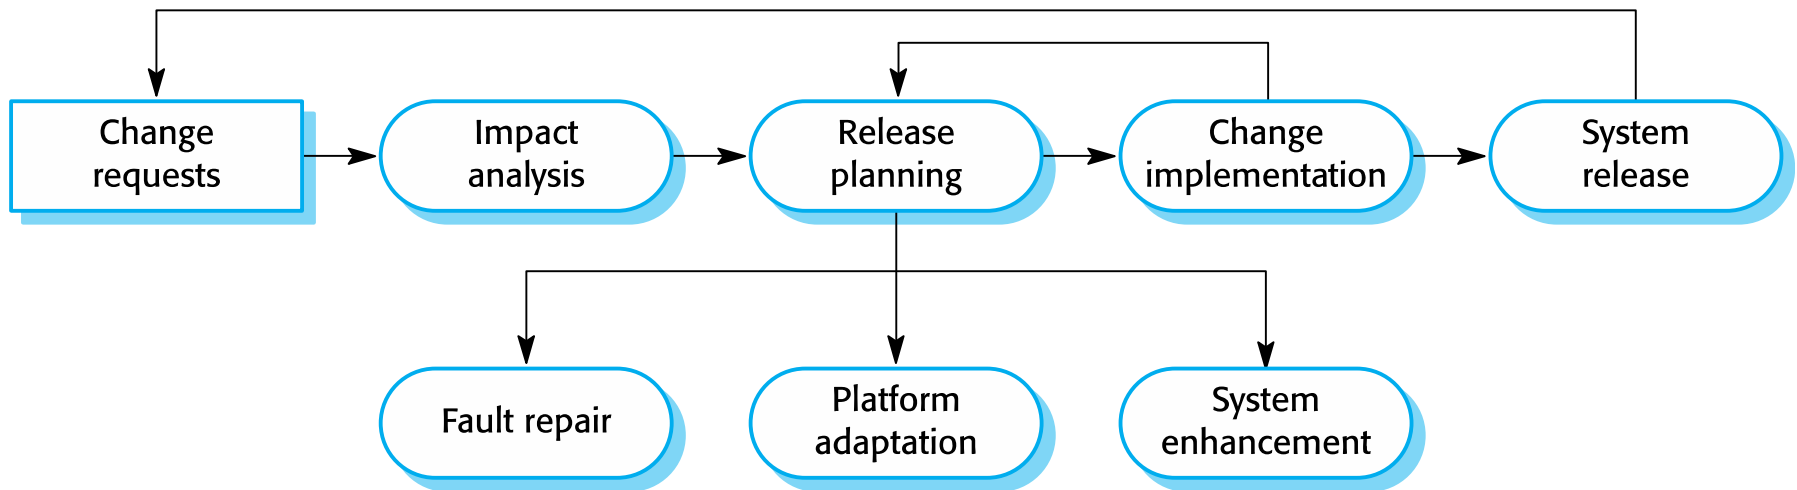 Change
requests
Impact
analysis
Release
planning
Change
implementation
System
release
Fault repair
Platform
adaptation
System
enhancement